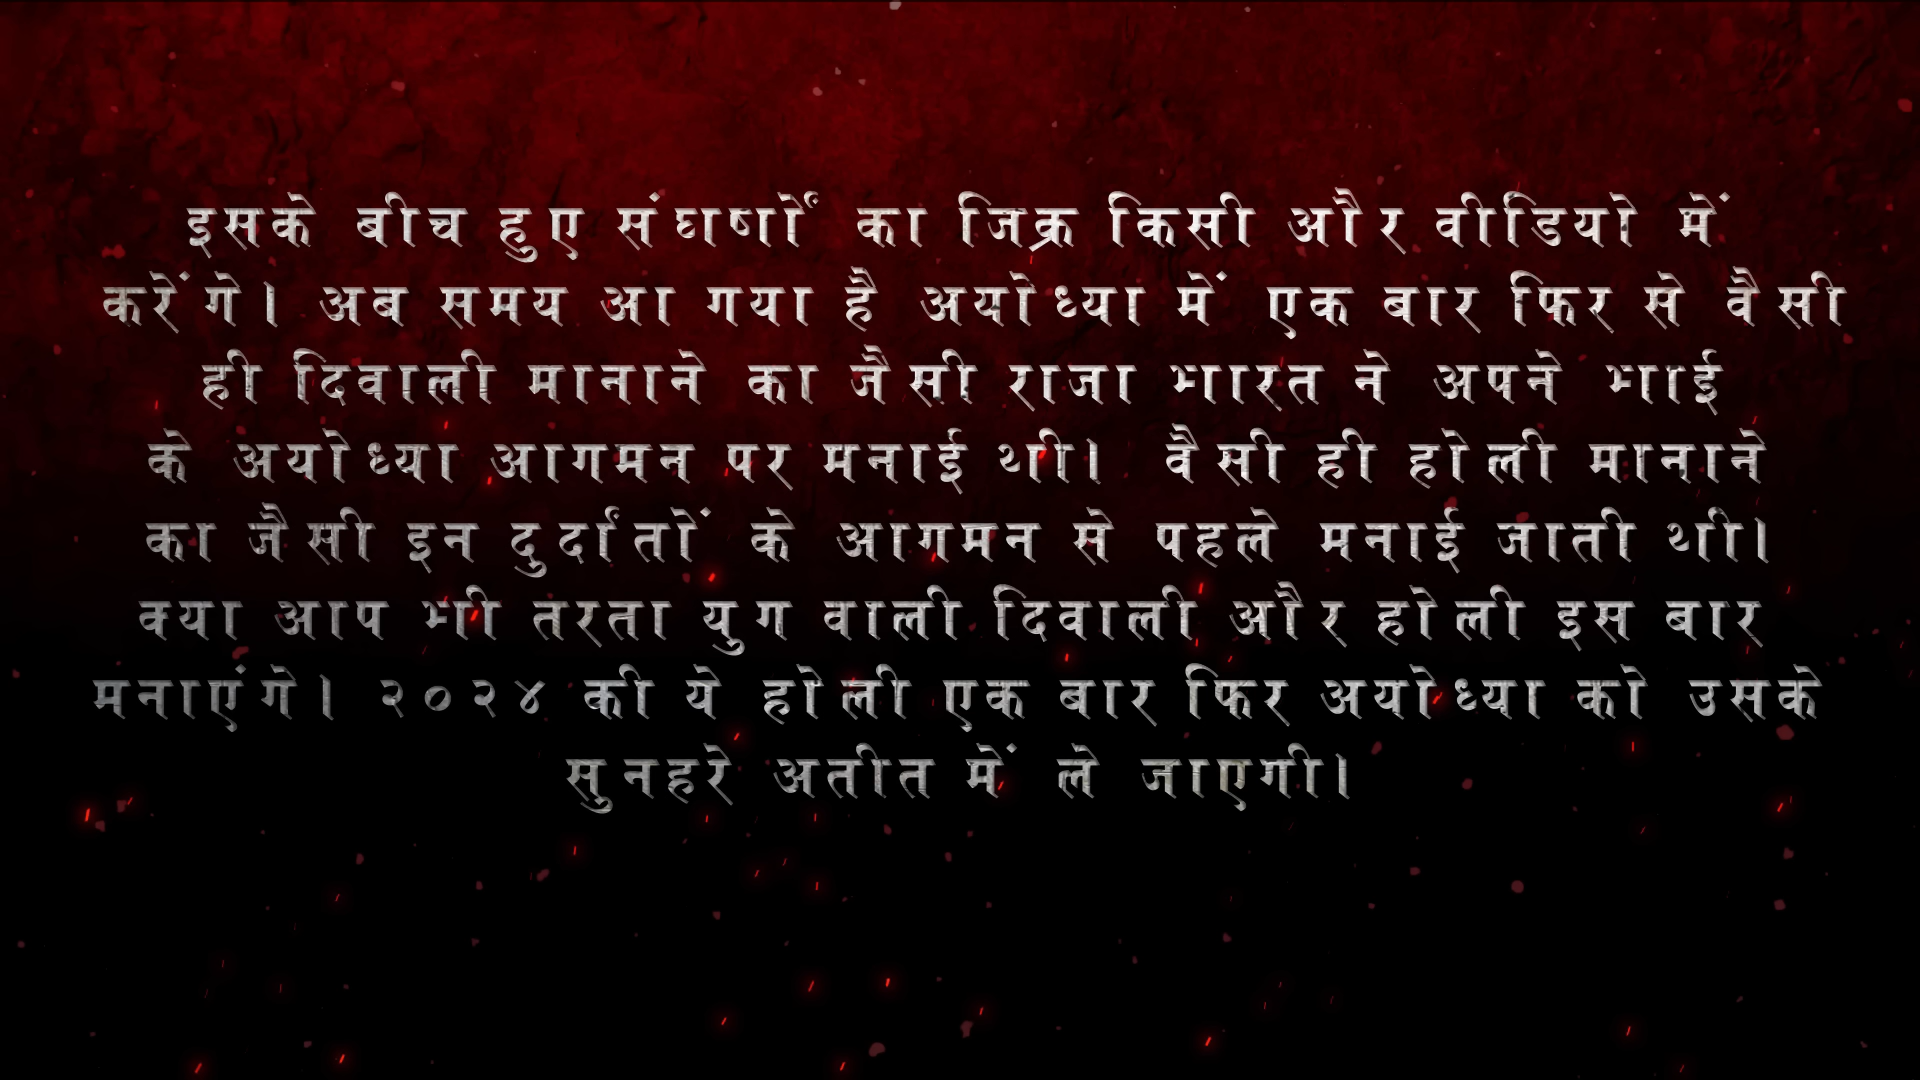 इसके बीच हुए संघर्षों का जिक्र किसी और वीडियो में
करेंगे। अब समय आ गया है अयोध्या में एक बार फिर से वैसी
ही दिवाली मानाने का जैसी राजा भारत ने अपने भाई
के अयोध्या आगमन पर मनाई थी। वैसी ही होली मानाने
का जैसी इन दुर्दांतों के आगमन से पहले मनाई जाती थी।
क्या आप भी तरता युग वाली दिवाली और होली इस बार
मनाएंगे। २०२४ की ये होली एक बार फिर अयोध्या को उसके
सुनहरे अतीत में ले जाएगी।